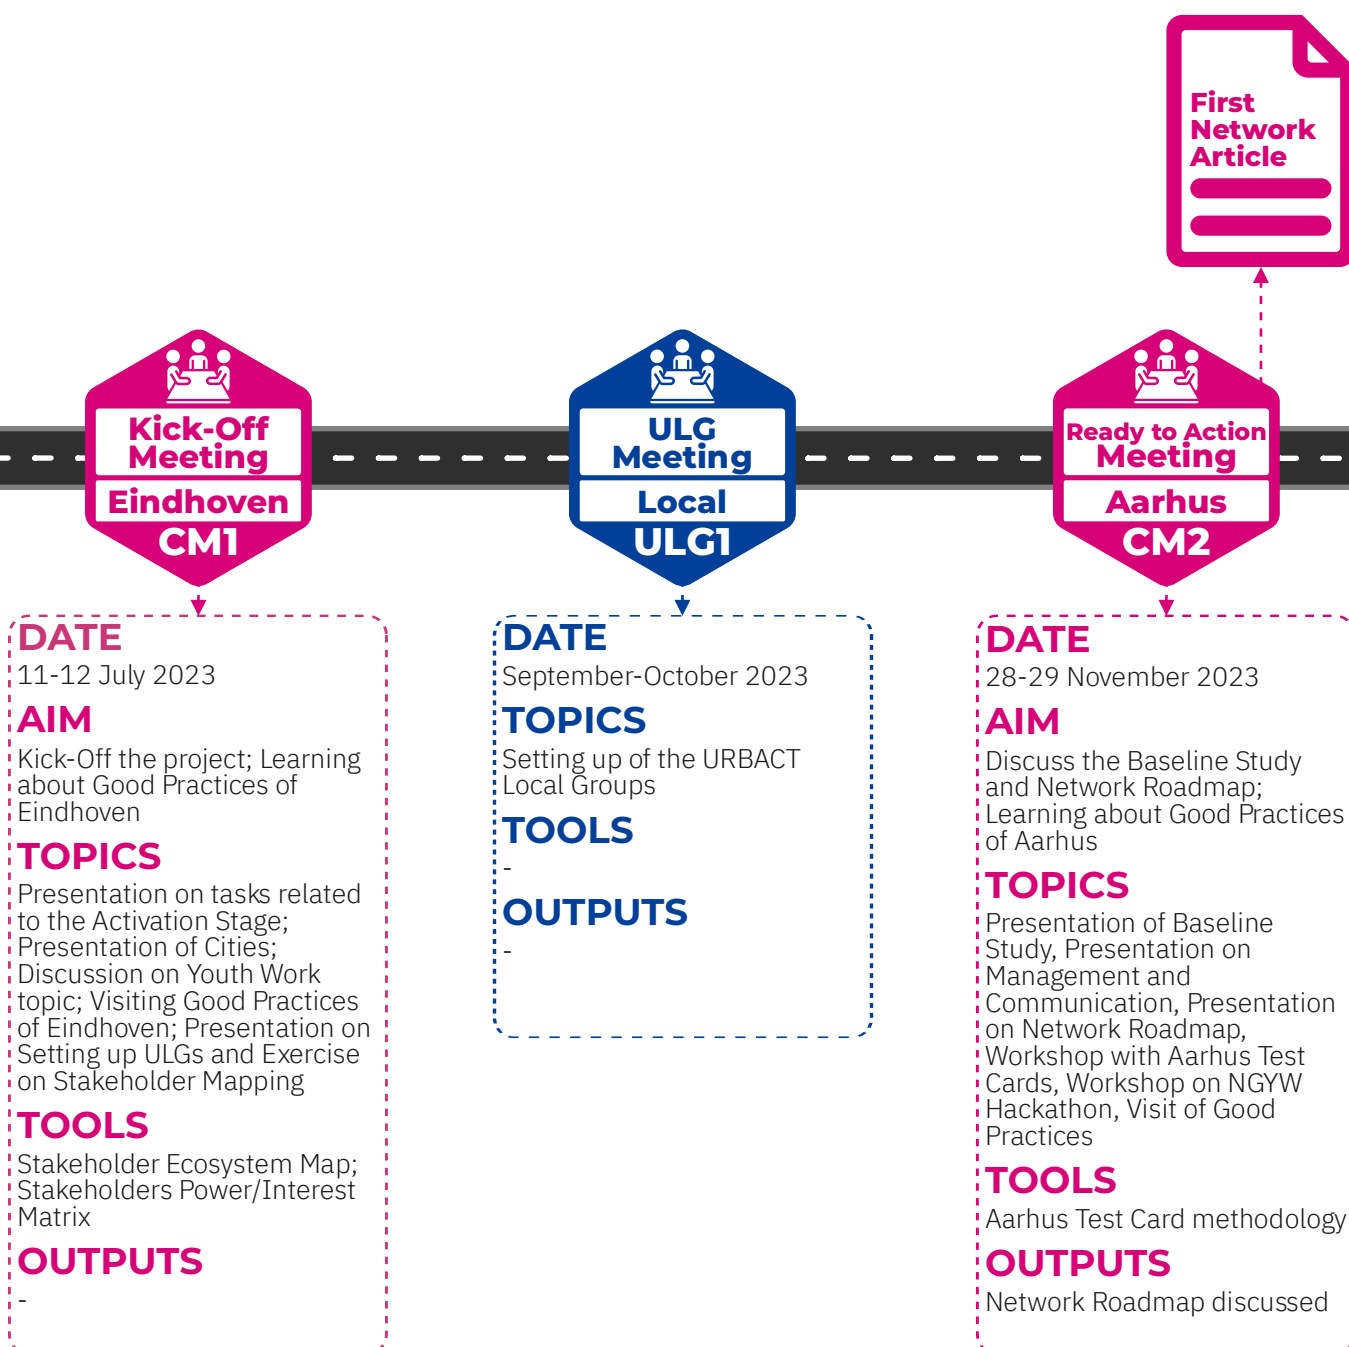 First
Network
Article
Kick-Off
Meeting
Eindhoven
CM1
ULG
Meeting
Local
ULG1
Ready to Action
Meeting
Aarhus
CM2
DATE
11-12 July 2023
AIM
Kick-Off the project; Learning
about Good Practices of
Eindhoven
TOPICS
Presentation on tasks related
to the Activation Stage;
Presentation of Cities;
Discussion on Youth Work
topic; Visiting Good Practices
of Eindhoven; Presentation on
Setting up ULGs and Exercise
on Stakeholder Mapping
TOOLS
Stakeholder Ecosystem Map;
Stakeholders Power/Interest
Matrix
OUTPUTS
-
DATE
September-October 2023
TOPICS
Setting up of the URBACT
Local Groups
TOOLS
-
OUTPUTS
-
DATE
28-29 November 2023
AIM
Discuss the Baseline Study
and Network Roadmap;
Learning about Good Practices
of Aarhus
TOPICS
Presentation of Baseline
Study, Presentation on
Management and
Communication, Presentation
on Network Roadmap,
Workshop with Aarhus Test
Cards, Workshop on NGYW
Hackathon, Visit of Good
Practices
TOOLS
Aarhus Test Card methodology
OUTPUTS
Network Roadmap discussed